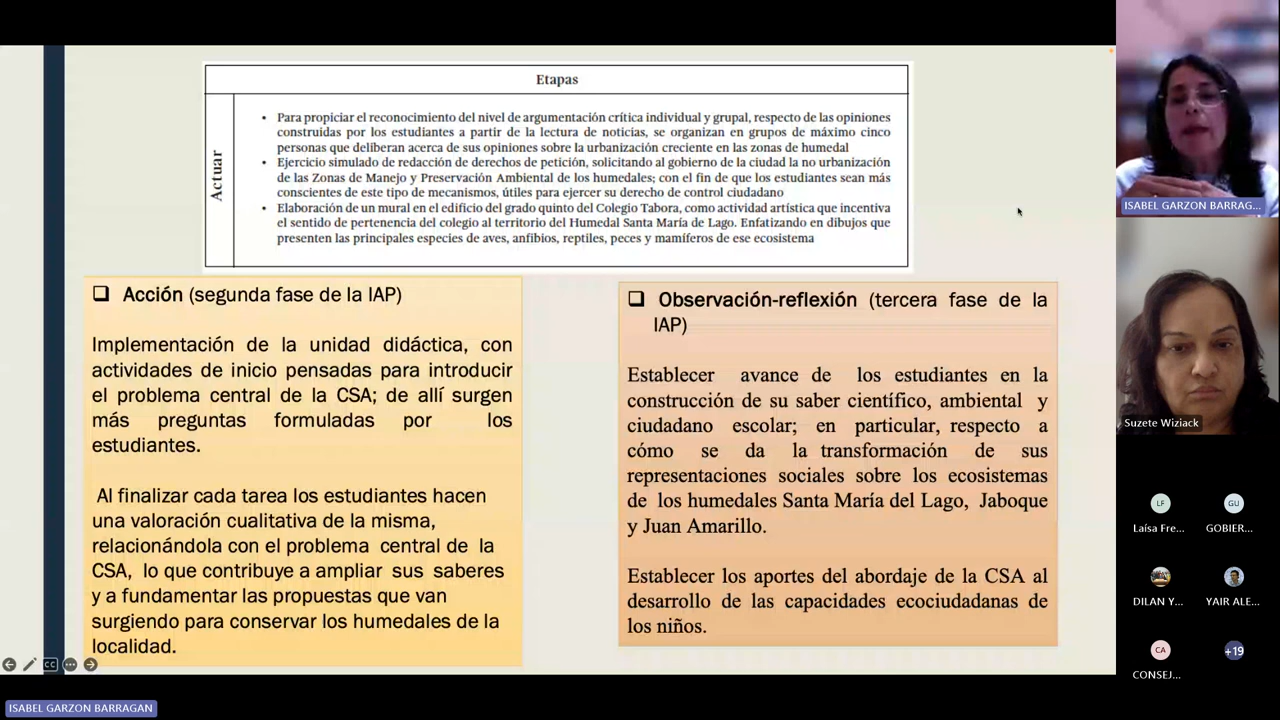 Etapas
Actuar
• Para propiciar el reconocimiento del nivel de argumentación crítica individual y grupal, respecto de las opiniones
construidas por los estudiantes a partir de la lectura de noticias, se organizan en grupos de máximo cinco
personas que deliberan acerca de sus opiniones sobre la urbanización creciente en las zonas de humedal
• Ejercicio simulado de redacción de derechos de petición, solicitando al gobierno de la ciudad la no urbanización
de las Zonas de Manejo y Preservación Ambiental de los humedales; con el fin de que los estudiantes sean más
conscientes de este tipo de mecanismos, útiles para ejercer su derecho de control ciudadano
• Elaboración de un mural en el edificio del grado quinto del Colegio Tabora, como actividad artística que incentiva
el sentido de pertenencia del colegio al territorio del Humedal Santa María de Lago. Enfatizando en dibujos que
presenten las principales especies de aves, anfibios, reptiles, peces y mamíferos de ese ecosistema
❑ Acción (segunda fase de la IAP)
Implementación de la unidad didáctica, con
actividades de inicio pensadas para introducir
el problema central de la CSA; de allí surgen
más preguntas formuladas por los
estudiantes.
Al finalizar cada tarea los estudiantes hacen
una valoración cualitativa de la misma,
relacionándola con el problema central de la
CSA, lo que contribuye a ampliar sus saberes
y a fundamentar las propuestas que van
surgiendo para conservar los humedales de la
localidad.
❑ Observación-reflexión (tercera fase de la
IAP)
Establecer avance de los estudiantes en la
construcción de su saber científico, ambiental y
ciudadano escolar; en particular, respecto a
cómo se da la transformación de sus
representaciones sociales sobre los ecosistemas
de los humedales Santa María del Lago, Jaboque
y Juan Amarillo.
Establecer los aportes del abordaje de la CSA al
desarrollo de las capacidades ecociudadanas de
los niños.
CC
ISABEL GARZON BARRAGAN
ISABEL GARZON BARRAG...
Suzete Wiziack
LF
GU
Laísa Fre...
GOBIER...
DILAN Y...
YAIR ALE...
CA
+19
CONSEJ...